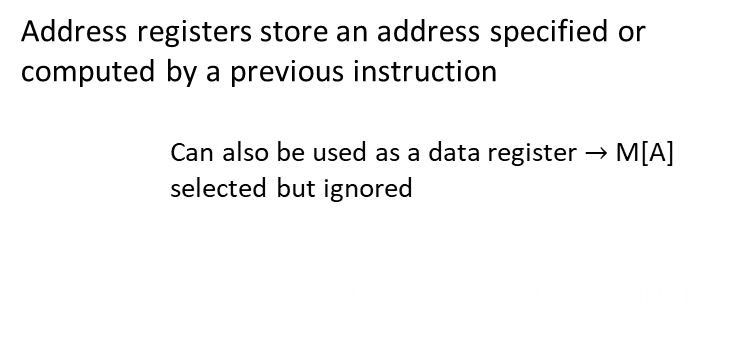 Address registers store an address specified or
computed by a previous instruction
Can also be used as a data register → M[A]
selected but ignored